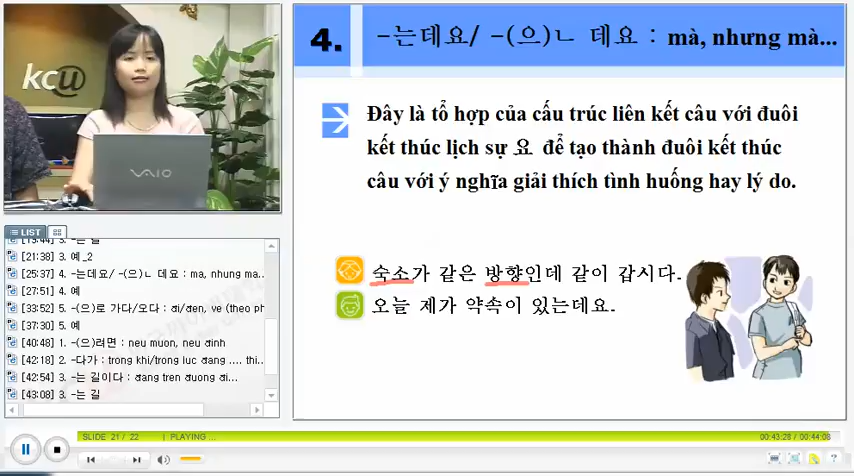 kcu
VAIO
4. -는데요/ -(으)ㄴ 데요 : mà, nhưng mà...
Đây là tổ hợp của cấu trúc liên kết câu với đuôi
kết thúc lịch sự 요 để tạo thành đuôi kết thúc
câu với ý nghĩa giải thích tình huống hay lý do.
숙소가 같은 방향인데 같이 갑시다.
오늘 제가 약속이 있는데요.
LIST
[15:44] 3. -는 길
[21:38] 3. 예_2
[25:37] 4. -는데요/ -(으)ㄴ 데요 : ma, nhung ma...
[27:51] 4. 예
[33:52] 5. -(으)로 가다/오다 : đi/đen, ve (theo ph
[37:30] 5. 예
[40:48] 1. -(으)려면 : neu muon, neu đinh
[42:18] 2. -다가 : trong khi/trong luc đang .... thi...
[42:54] 3. -는 길이다 : đang tren đuong đi...
[43:08] 3. -는 길
SLIDE 21 / 22 | PLAYING ...
00:43:28 / 00:44:08